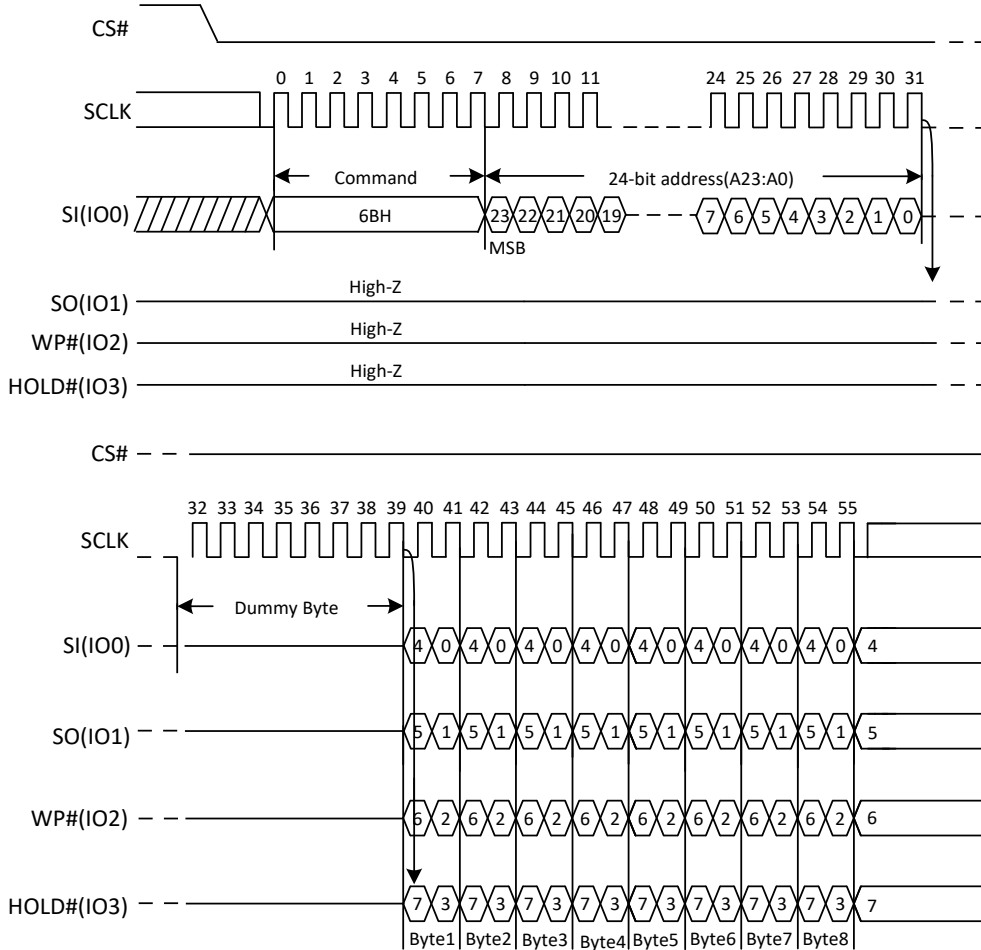 CS#
0 1 2 3 4 5 6 7 8 9 10 11 24 25 26 27 28 29 30 31
SCLK
Command 24-bit address(A23:A0)
SI(IO0) 6BH 23 22 21 20 19 7 6 5 4 3 2 1 0
MSB
SO(IO1) High-Z
WP#(IO2) High-Z
HOLD#(IO3) High-Z
CS#
32 33 34 35 36 37 38 39 40 41 42 43 44 45 46 47 48 49 50 51 52 53 54 55
SCLK
Dummy Byte
SI(IO0) 4 0 4 0 4 0 4 0 4 0 4 0 4 0 4 0 4
SO(IO1) 5 1 5 1 5 1 5 1 5 1 5 1 5 1 5 1 5
WP#(IO2) 6 2 6 2 6 2 6 2 6 2 6 2 6 2 6 2 6
HOLD#(IO3) 7 3 7 3 7 3 7 3 7 3 7 3 7 3 7 3 7
Byte1 Byte2 Byte3 Byte4 Byte5 Byte6 Byte7 Byte8